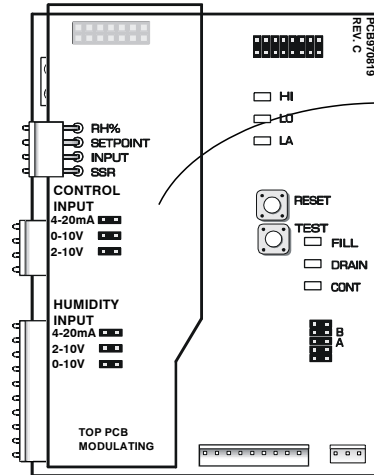 PCB970819
REV. C
HI
LO
LA
RH%
SETPOINT
INPUT
SSR
CONTROL
INPUT
4-20mA
0-10V
2-10V
RESET
TEST
FILL
DRAIN
CONT
HUMIDITY
INPUT
4-20mA
2-10V
0-10V
B
A
TOP PCB
MODULATING